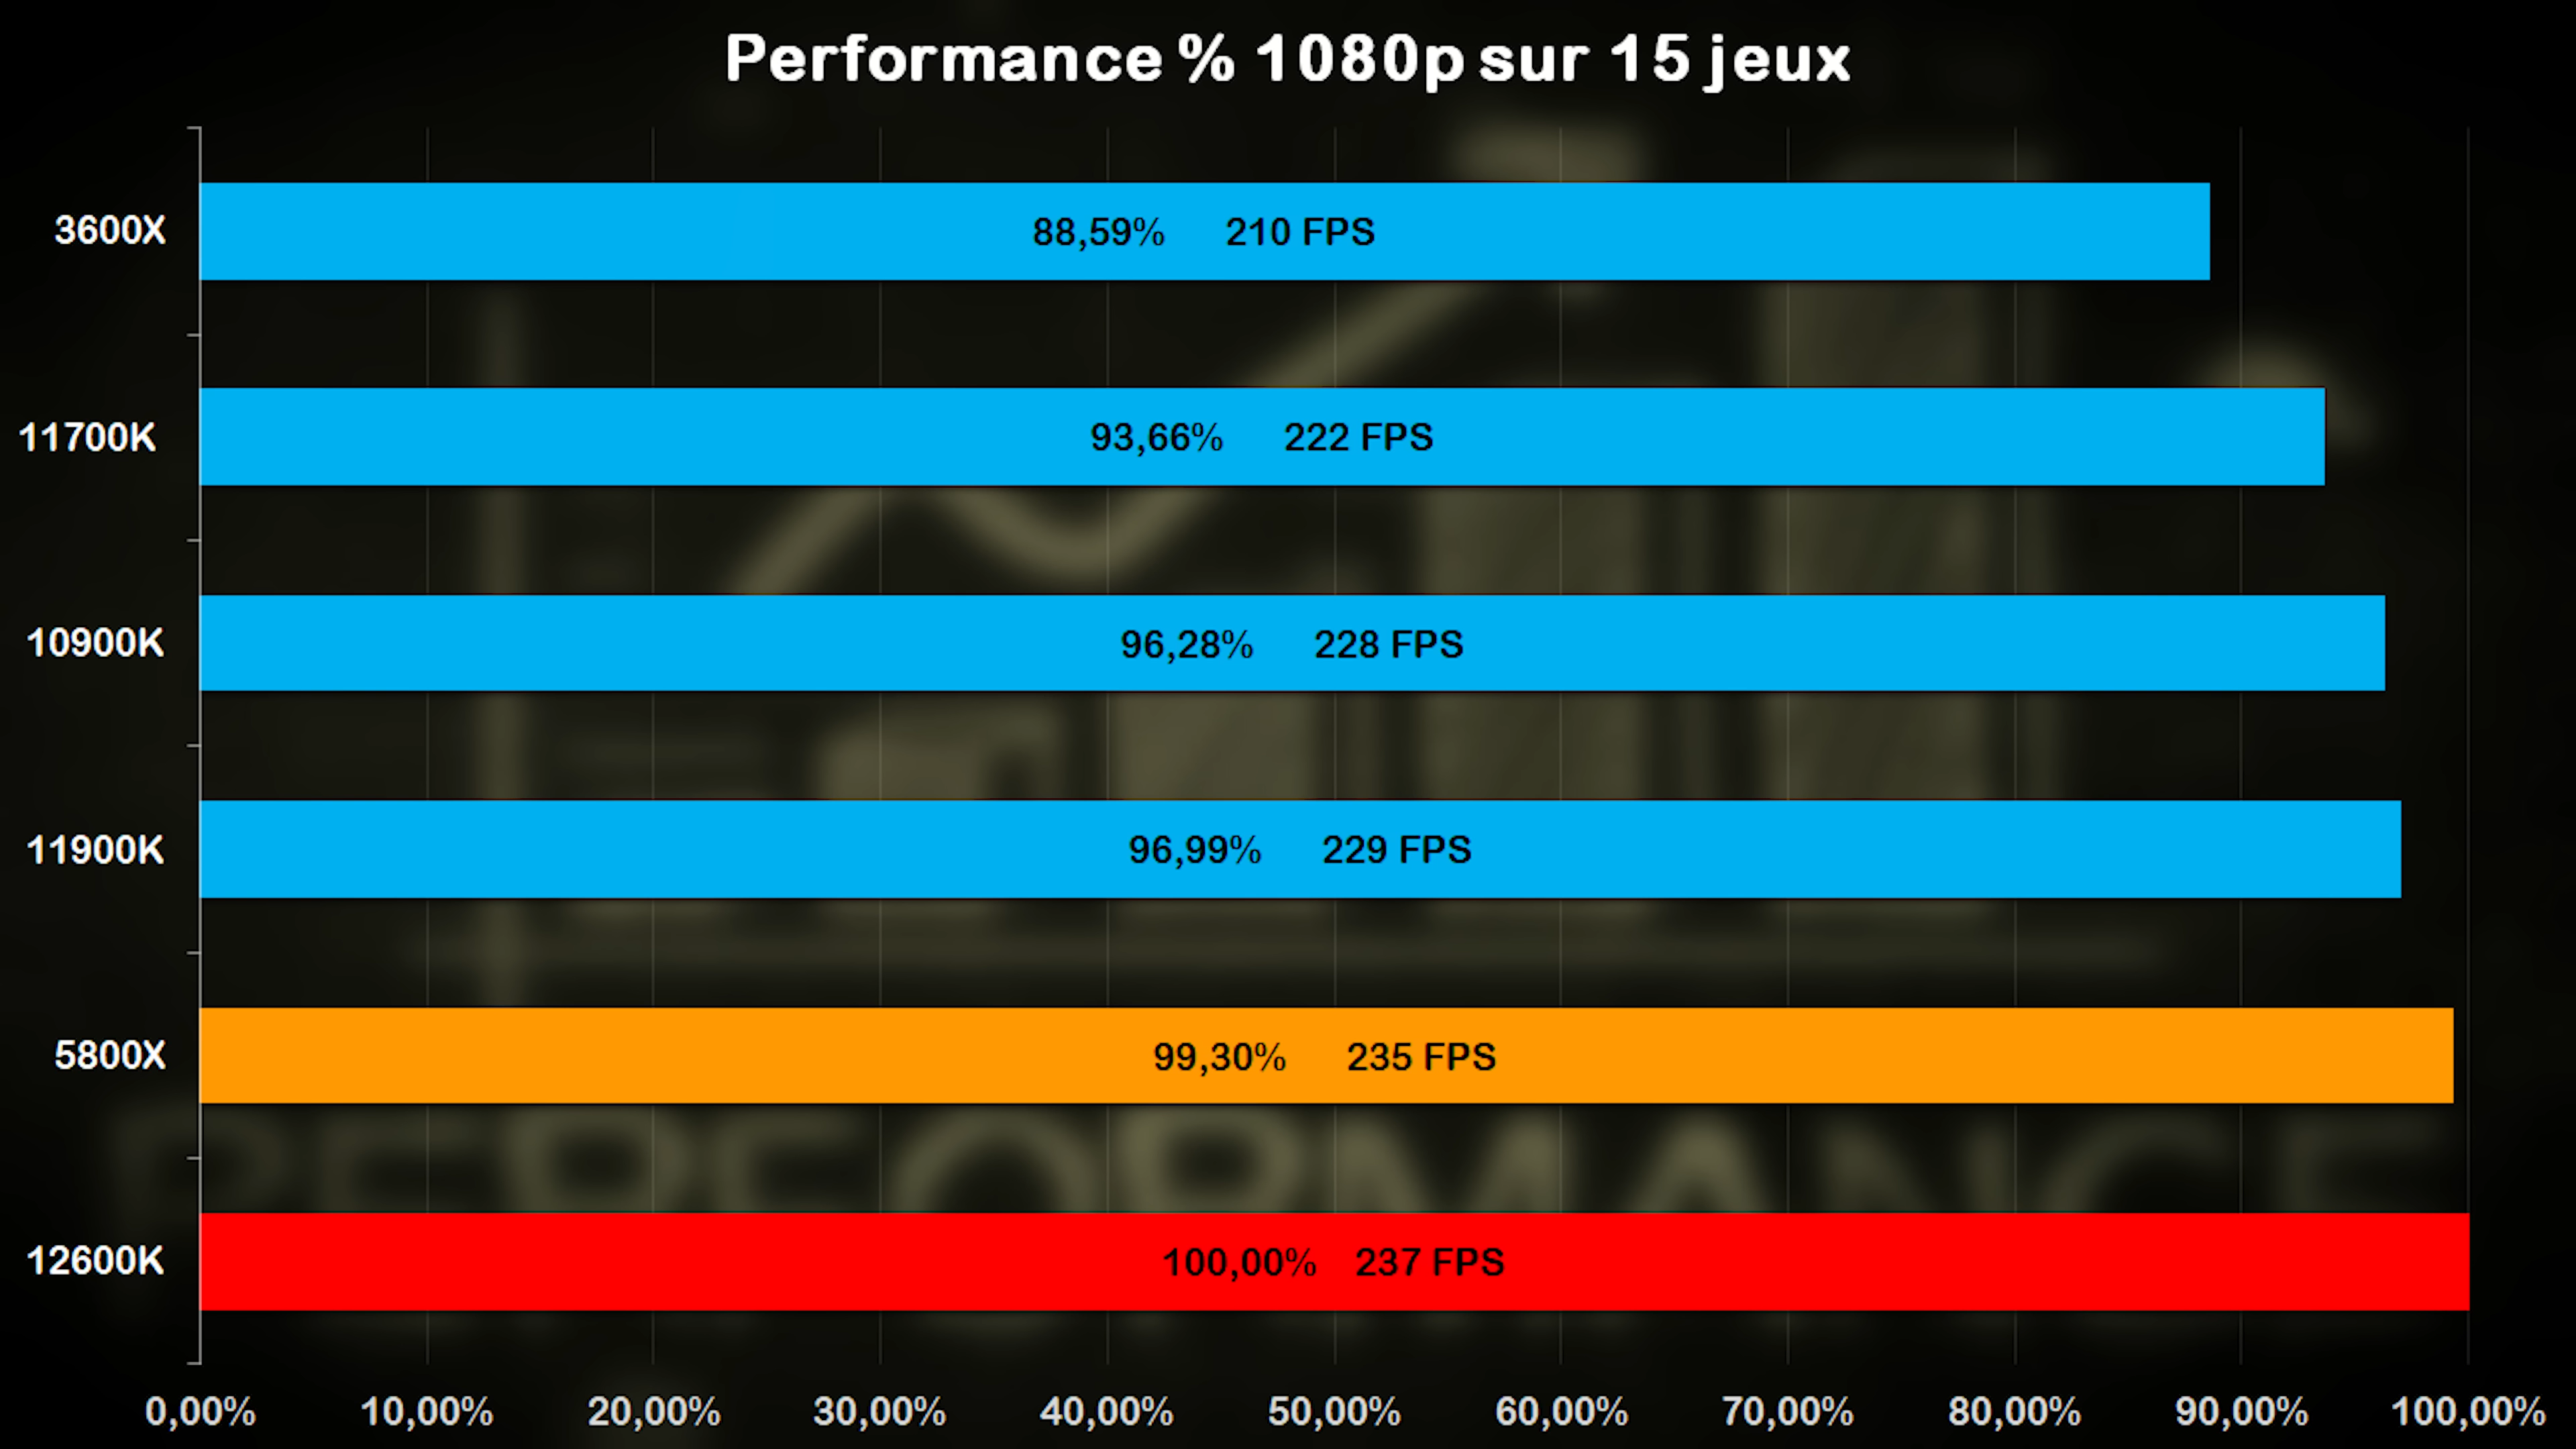 Performance % 1080p sur 15 jeux
3600X 88,59% 210 FPS
11700K 93,66% 222 FPS
10900K 96,28% 228 FPS
11900K 96,99% 229 FPS
5800X 99,30% 235 FPS
PERFORMANCE
12600K 100,00% 237 FPS
0,00% 10,00% 20,00% 30,00% 40,00% 50,00% 60,00% 70,00% 80,00% 90,00% 100,00%